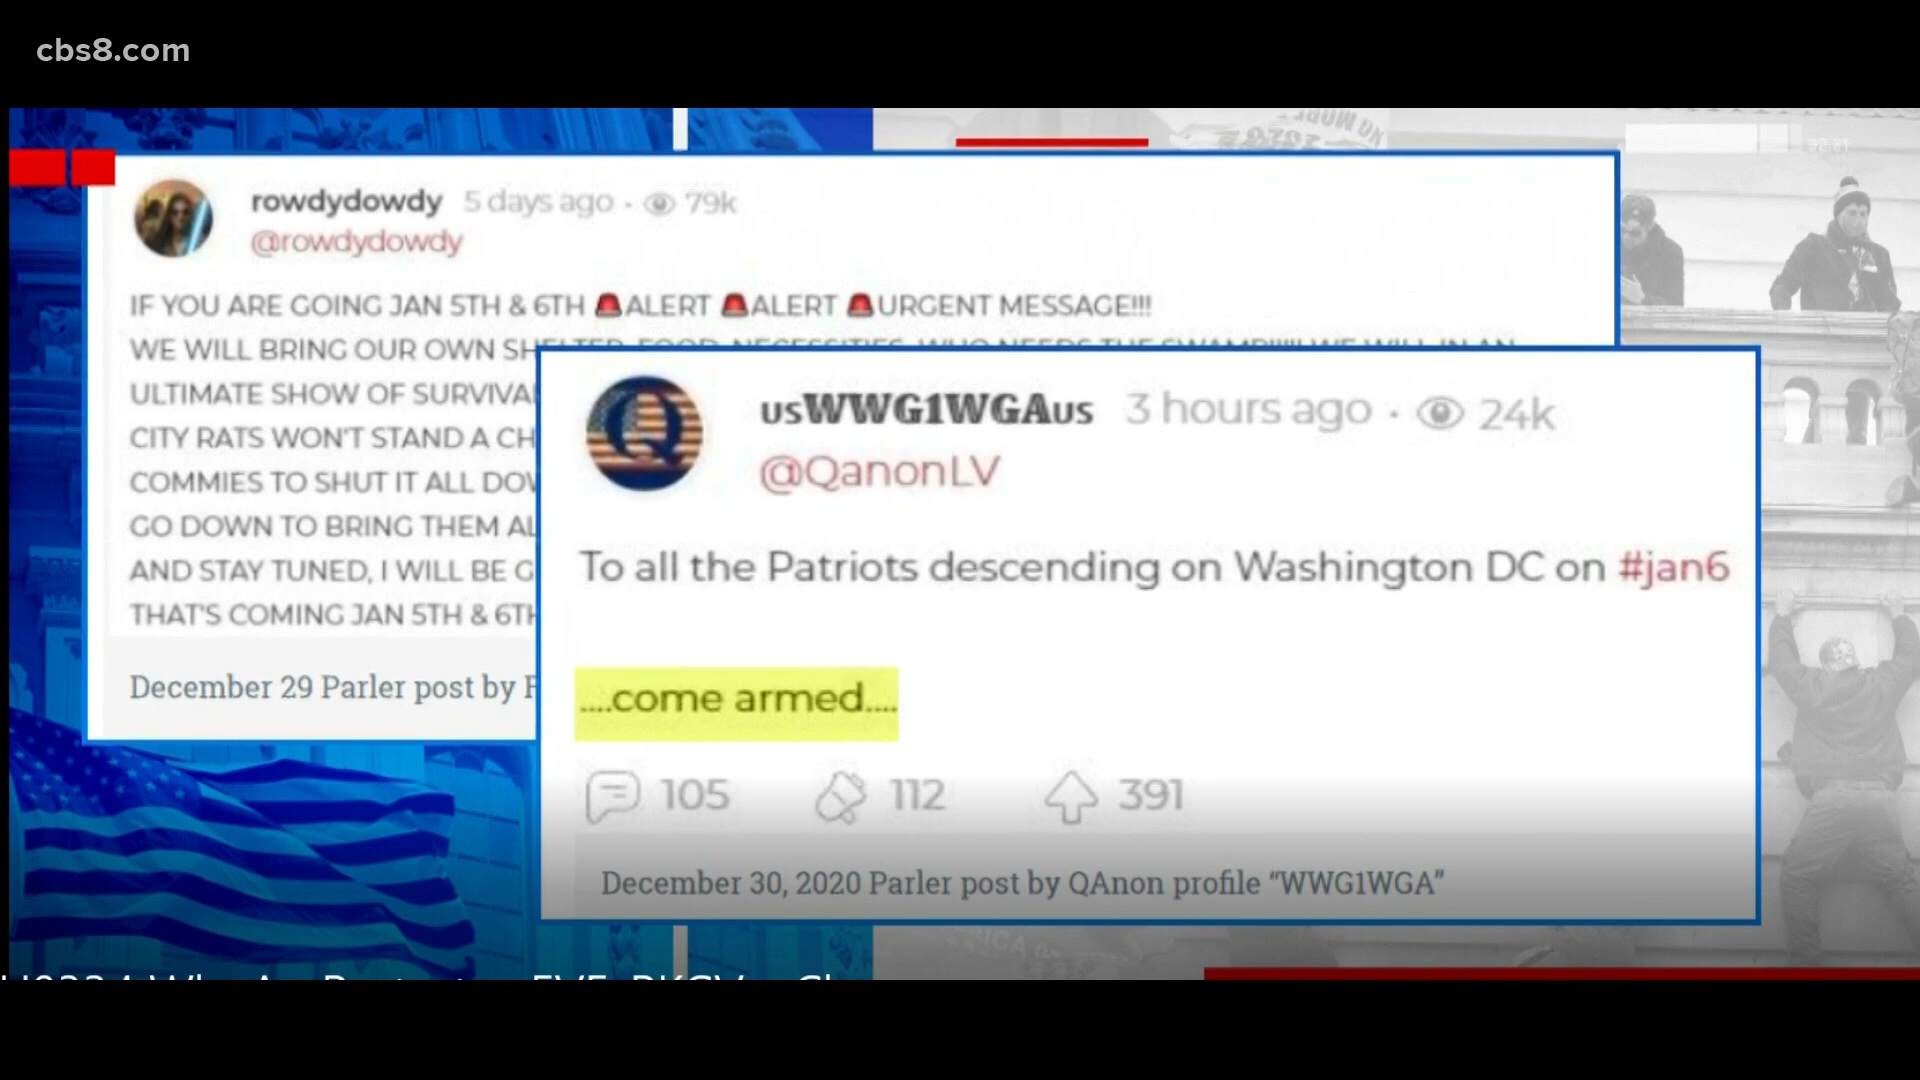 cbs8.com
rowdydowdy 5 days ago · 79k
@rowdydowdy
IF YOU ARE GOING JAN 5TH & 6TH 🚨ALERT 🚨ALERT 🚨URGENT MESSAGE!!!
WE WILL BRING OUR OWN SHELTER, FOOD, NECESSITIES, WHO NEEDS THE SWAMP!!!!! WE WILL IN AN
ULTIMATE SHOW OF SURVIVAL
CITY RATS WON'T STAND A CH
COMMIES TO SHUT IT ALL DOW
GO DOWN TO BRING THEM AL
AND STAY TUNED, I WILL BE G
THAT'S COMING JAN 5TH & 6TH
December 29 Parler post by
usWWG1WGAus 3 hours ago · 24k
@QanonLV
To all the Patriots descending on Washington DC on #jan6
....come armed....
105 112 391
December 30, 2020 Parler post by QAnon profile “WWG1WGA”